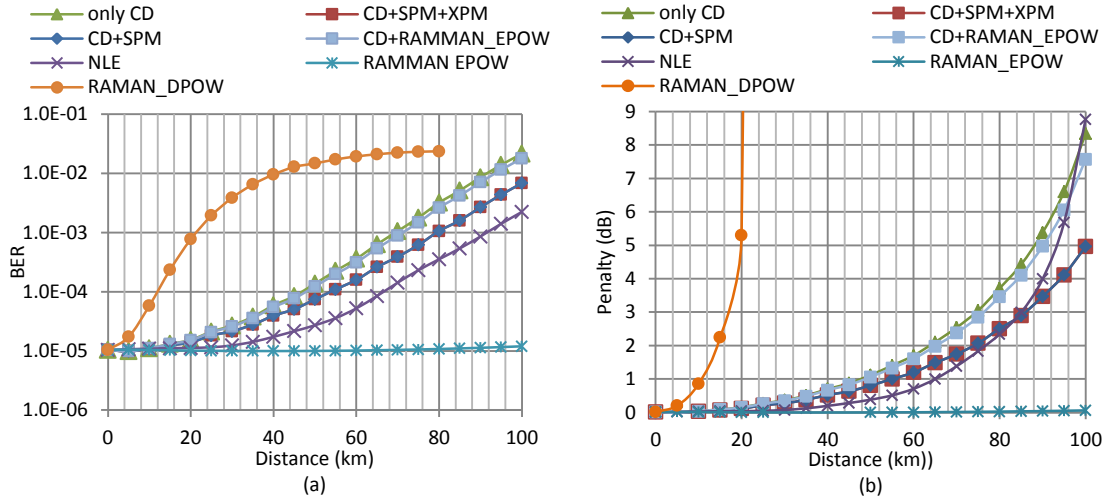 only CD
CD+SPM+XPM
CD+SPM
CD+RAMMAN_EPOW
NLE
RAMMAN EPOW
RAMAN_DPOW
1.0E-01
1.0E-02
1.0E-03
1.0E-04
1.0E-05
1.0E-06
BER
0 20 40 60 80 100
Distance (km)
(a)
only CD
CD+SPM+XPM
CD+SPM
CD+RAMAN_EPOW
NLE
RAMAN_EPOW
RAMAN_DPOW
9
8
7
6
5
4
3
2
1
0
Penalty (dB)
0 20 40 60 80 100
Distance (km))
(b)